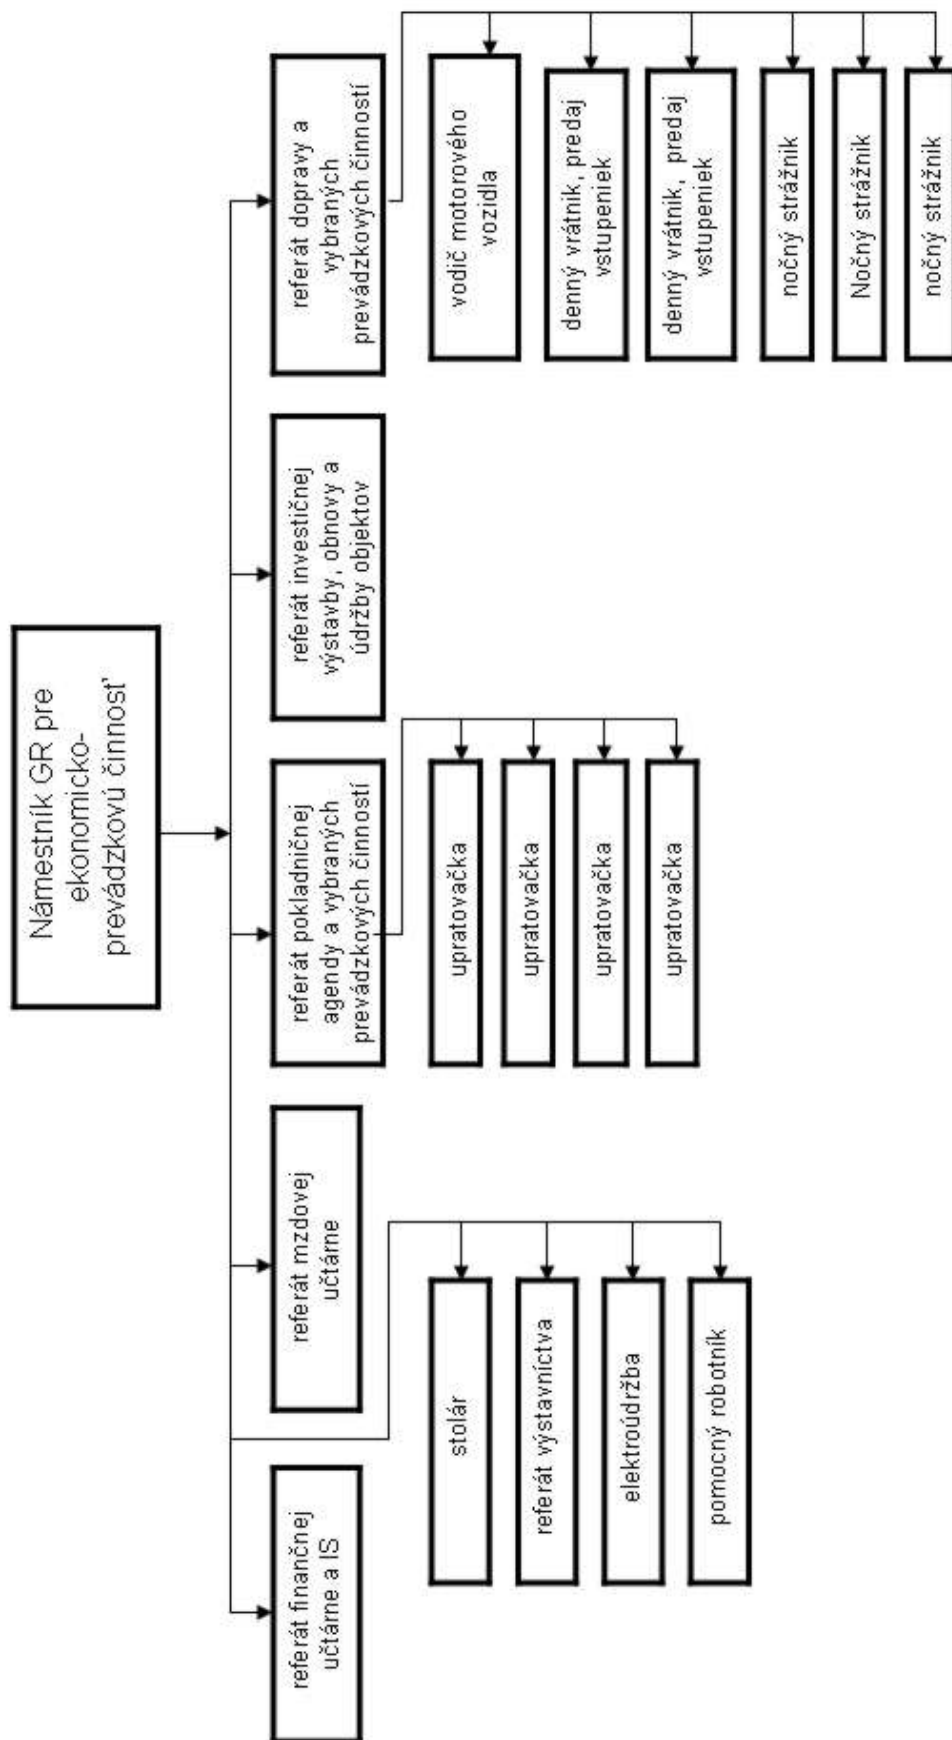 Námestník GR pre
ekonomicko-
prevádzkovú činnosť
referát finančnej
učtárne a IS
referát mzdovej
učtárne
referát pokladničnej
agendy a vybraných
prevádzkových činností
referát investičnej
výstavby, obnovy a
údržby objektov
referát dopravy a
vybraných
prevádzkových činností
stolár
referát výstavníctva
elektroúdržba
pomocný robotník
upratovačka
upratovačka
upratovačka
upratovačka
vodič motorového
vozidla
denný vrátnik, predaj
vstupeniek
denný vrátnik, predaj
vstupeniek
nočný strážnik
Nočný strážnik
nočný strážnik